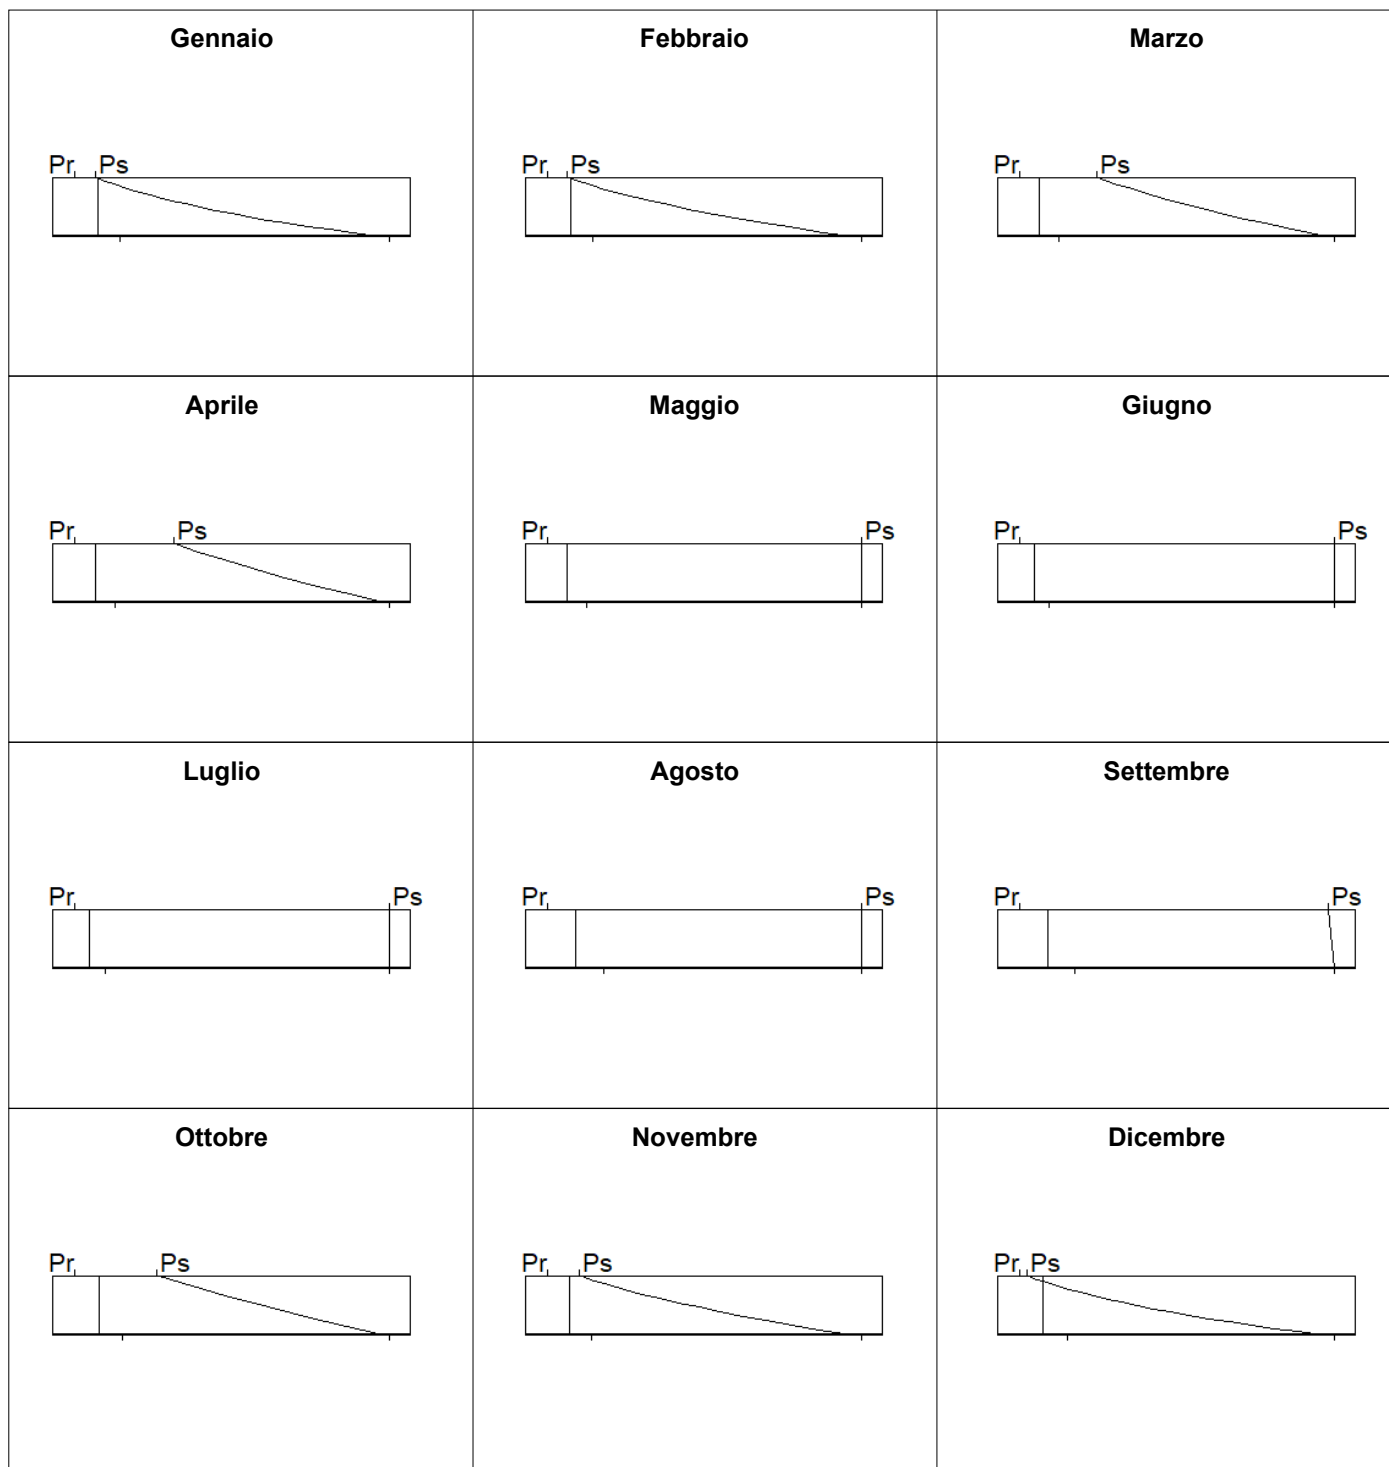 Gennaio Febbraio Marzo
Pr Ps Pr Ps Pr Ps
Aprile Maggio Giugno
Pr Ps Pr Ps Pr Ps
Luglio Agosto Settembre
Pr Ps Pr Ps Pr Ps
Ottobre Novembre Dicembre
Pr Ps Pr Ps Pr Ps